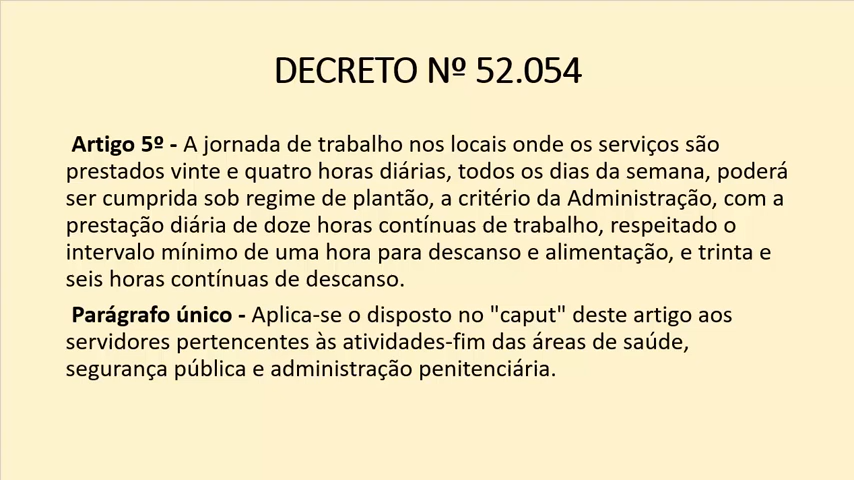 DECRETO Nº 52.054
Artigo 5º - A jornada de trabalho nos locais onde os serviços são
prestados vinte e quatro horas diárias, todos os dias da semana, poderá
ser cumprida sob regime de plantão, a critério da Administração, com a
prestação diária de doze horas contínuas de trabalho, respeitado o
intervalo mínimo de uma hora para descanso e alimentação, e trinta e
seis horas contínuas de descanso.
Parágrafo único - Aplica-se o disposto no "caput" deste artigo aos
servidores pertencentes às atividades-fim das áreas de saúde,
segurança pública e administração penitenciária.